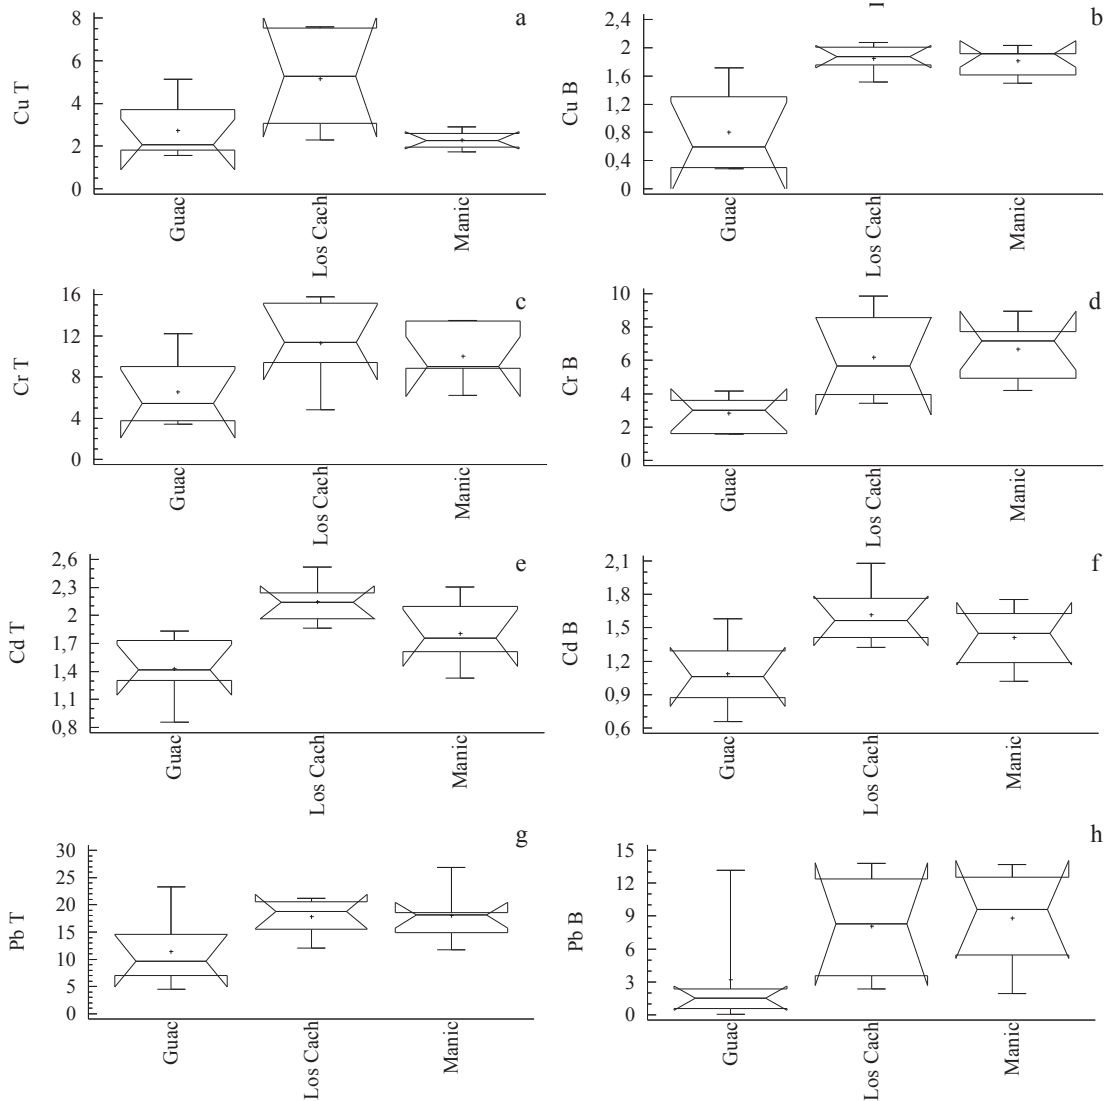 a
8
6
4
2
0
Cu T
Guac
Los Cach
Manic
b
2,4
2
1,6
1,2
0,8
0,4
0
Cu B
Guac
Los Cach
Manic
c
16
12
8
4
0
Cr T
Guac
Los Cach
Manic
d
10
8
6
4
2
0
Cr B
Guac
Los Cach
Manic
e
2,6
2,3
2
1,7
1,4
1,1
0,8
Cd T
Guac
Los Cach
Manic
f
2,1
1,8
1,5
1,2
0,9
0,6
Cd B
Guac
Los Cach
Manic
g
30
25
20
15
10
5
0
Pb T
Guac
Los Cach
Manic
h
15
12
9
6
3
0
Pb B
Guac
Los Cach
Manic